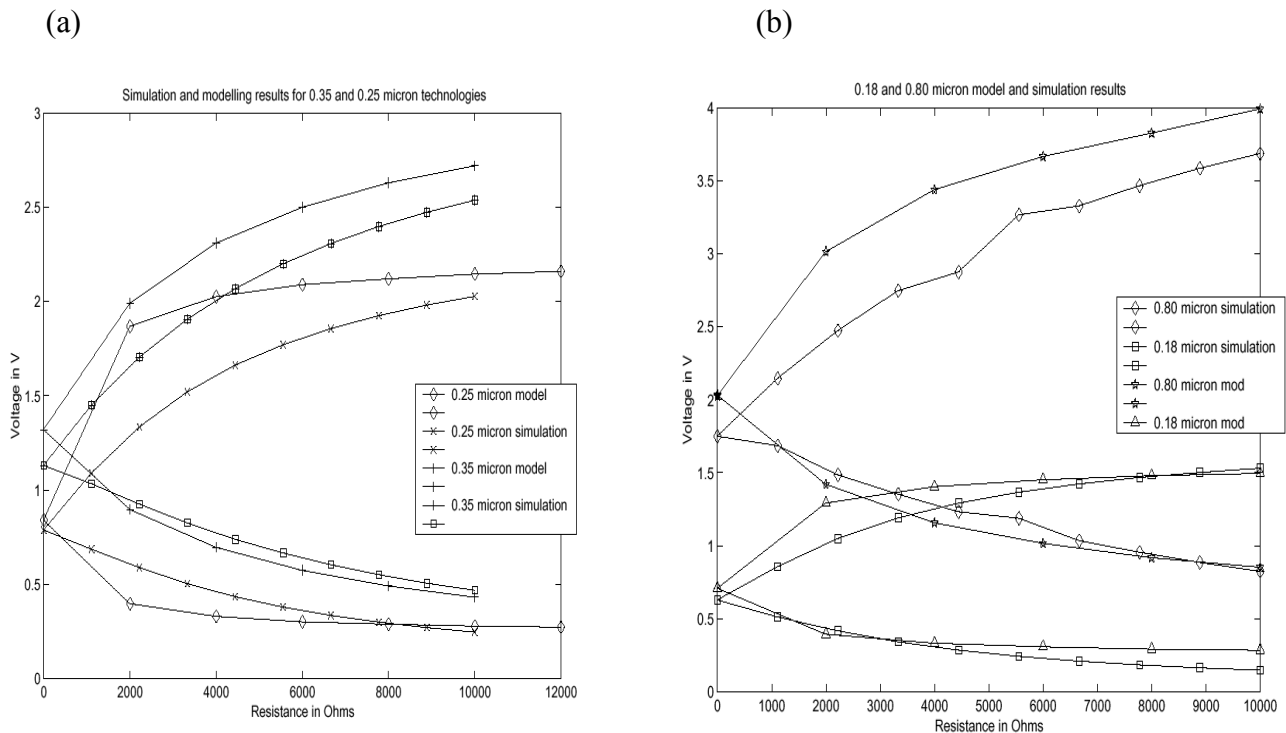 (a)
(b)
Simulation and modelling results for 0.35 and 0.25 micron technologies
3
2.5
2
1.5
1
0.5
0
Voltage in V
0.25 micron model
0.25 micron simulation
0.35 micron model
0.35 micron simulation
0 2000 4000 6000 8000 10000 12000
Resistance in Ohms
0.18 and 0.80 micron model and simulation results
4
3.5
3
2.5
2
1.5
1
0.5
0
Voltage in V
0.80 micron simulation
0.18 micron simulation
0.80 micron mod
0.18 micron mod
0 1000 2000 3000 4000 5000 6000 7000 8000 9000 10000
Resistance in Ohms